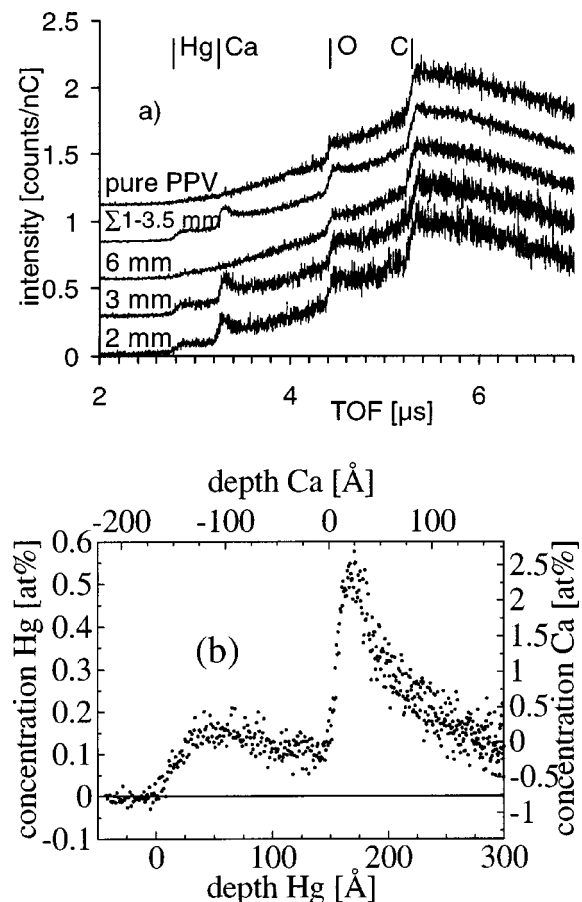 2.5
Hg Ca O C
2
a)
1.5
pure PPV
1
∑1-3.5 mm
6 mm
0.5
3 mm
2 mm
0
intensity [counts/nC]
2 4 6
TOF [µs]
depth Ca [Å]
-200 -100 0 100
0.6
0.5
0.4
0.3
0.2
0.1
0
-0.1
concentration Hg [at%]
(b)
2.5
2
1.5
1
0.5
0
-0.5
-1
concentration Ca [at%]
0 100 200 300
depth Hg [Å]